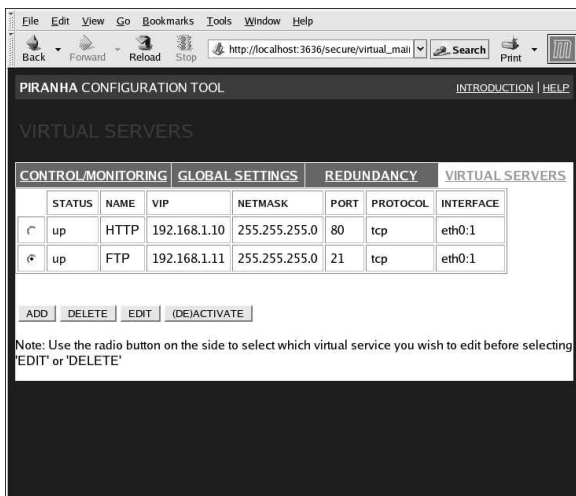 File Edit View Go Bookmarks Tools Window Help
Back Forward Reload Stop http://localhost:3636/secure/virtual_mai Search Print
PIRANHA CONFIGURATION TOOL INTRODUCTION | HELP
VIRTUAL SERVERS
CONTROL/MONITORING GLOBAL SETTINGS REDUNDANCY VIRTUAL SERVERS
STATUS NAME VIP NETMASK PORT PROTOCOL INTERFACE
up HTTP 192.168.1.10 255.255.255.0 80 tcp eth0:1
up FTP 192.168.1.11 255.255.255.0 21 tcp eth0:1
ADD DELETE EDIT (DE)ACTIVATE
Note: Use the radio button on the side to select which virtual service you wish to edit before selecting
'EDIT' or 'DELETE'